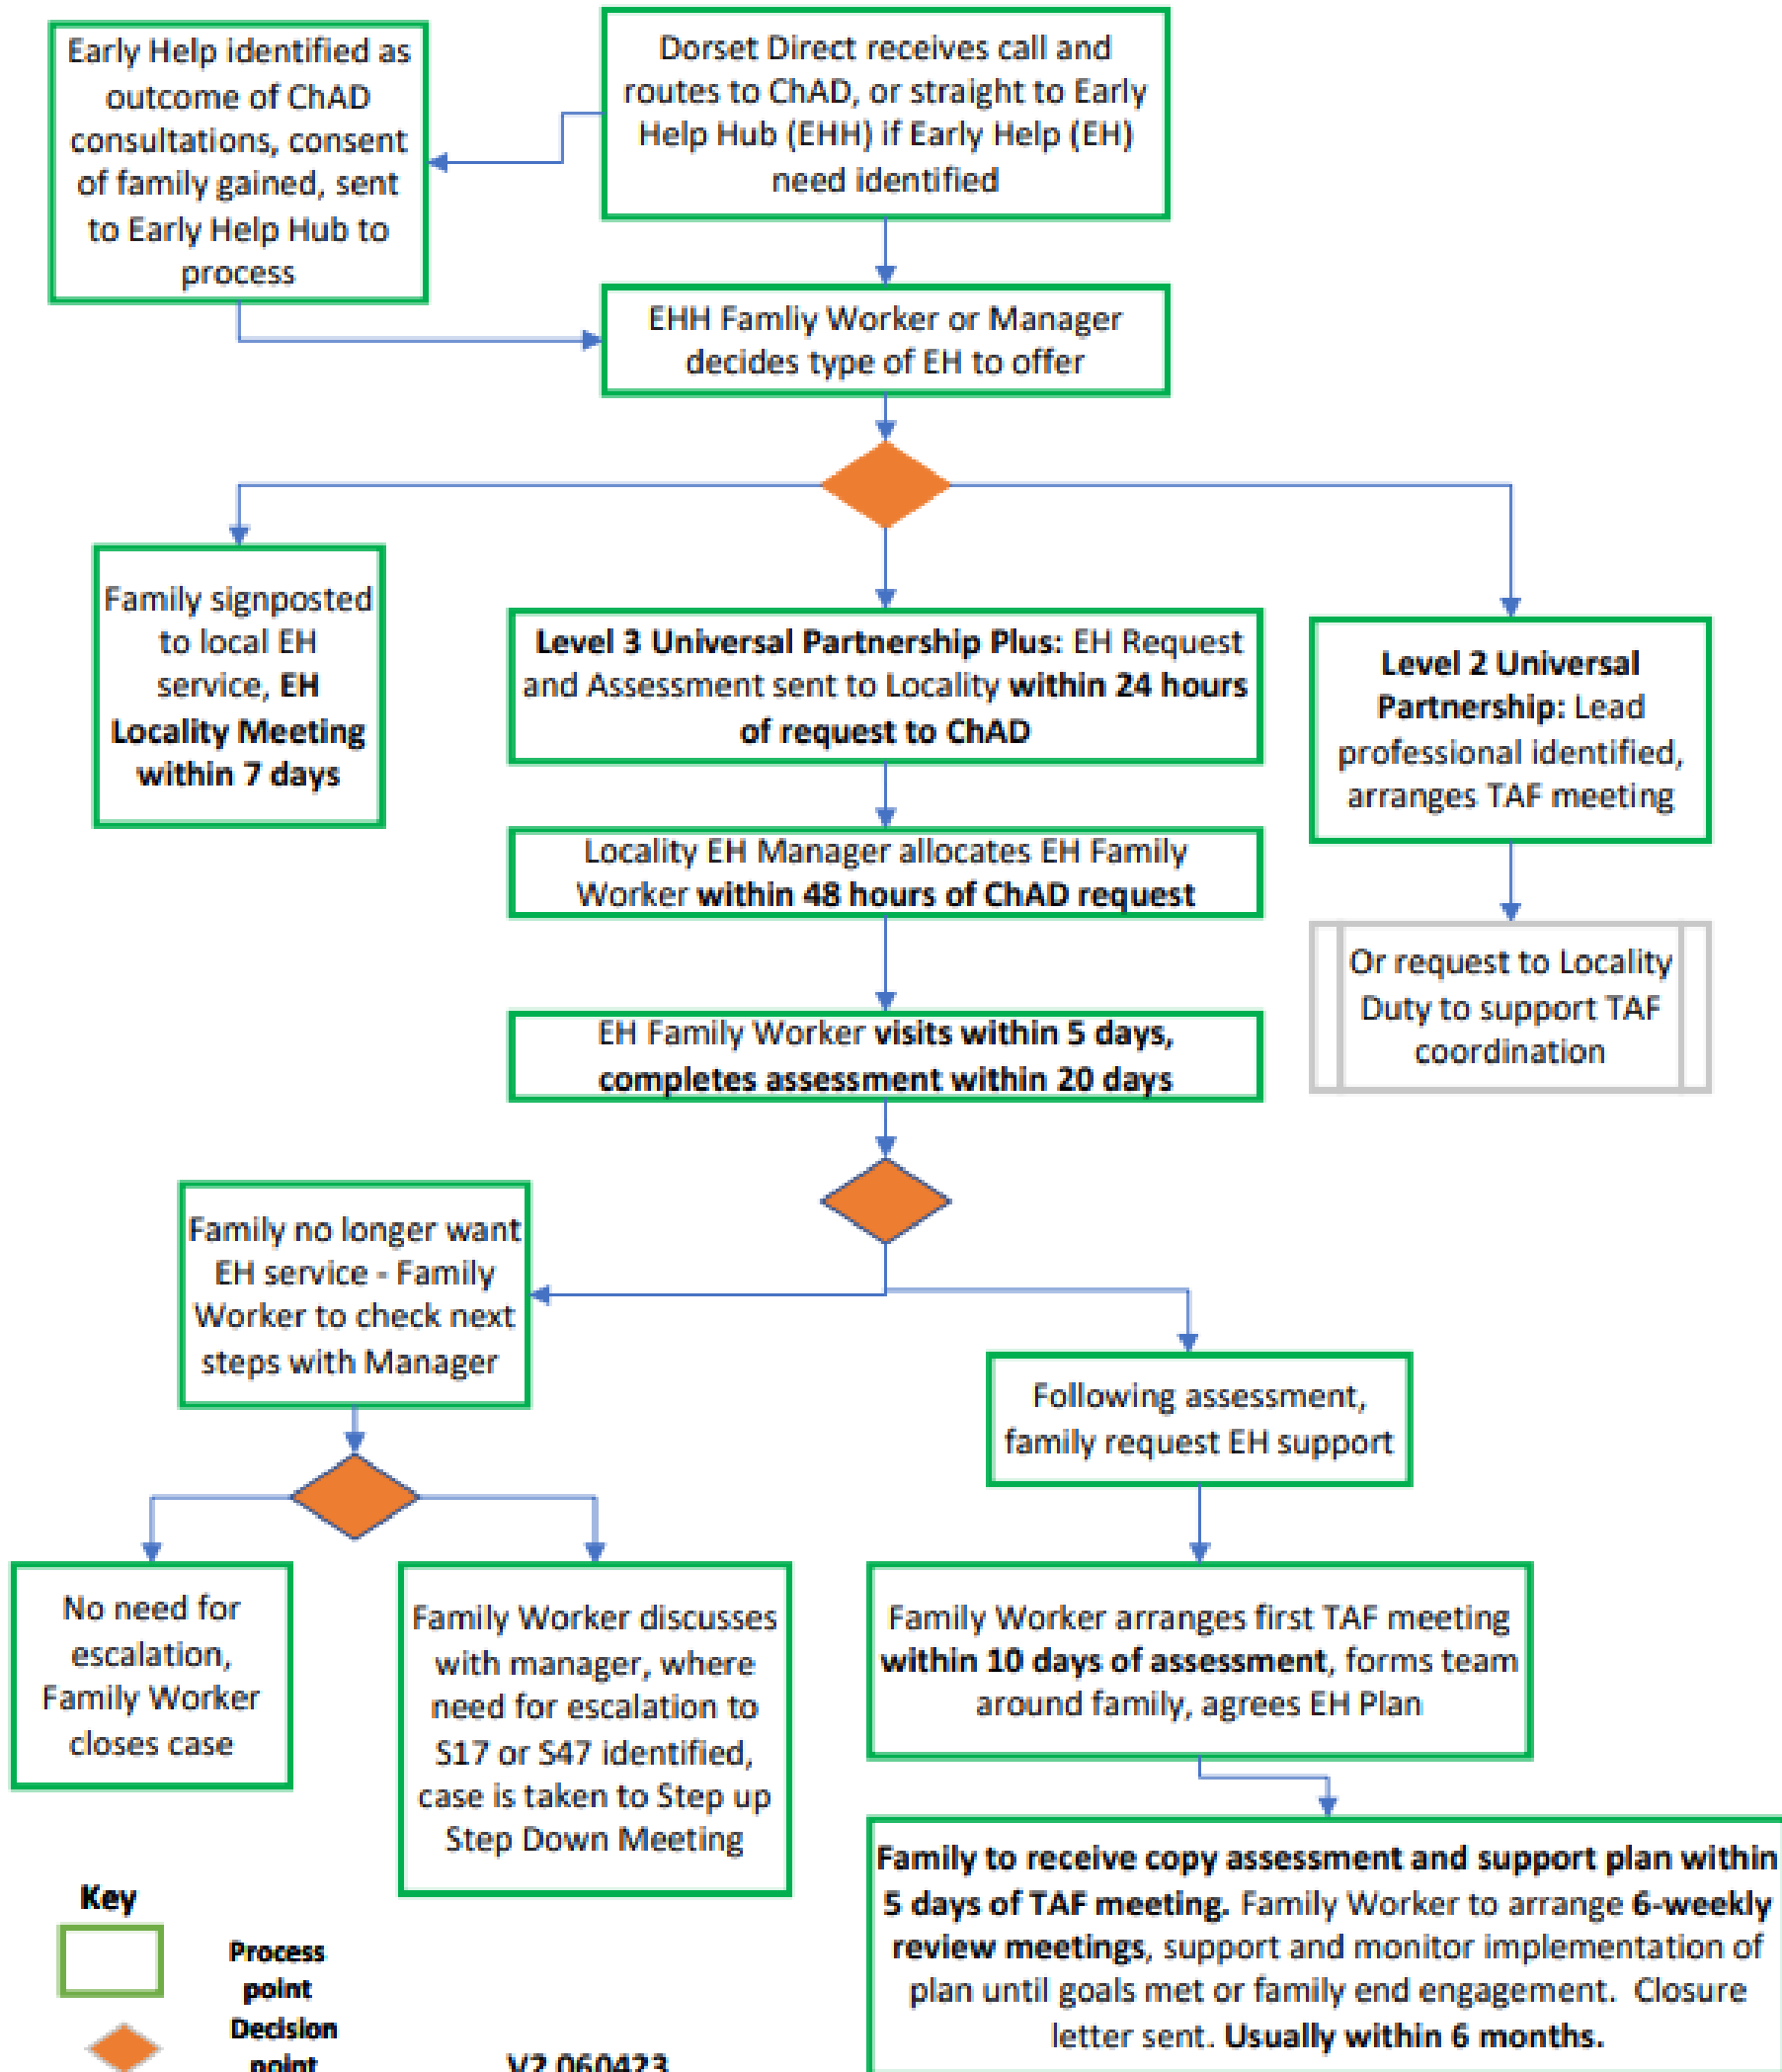 Early Help identified as
outcome of ChAD
consultations, consent
of family gained, sent
to Early Help Hub to
process
Dorset Direct receives call and
routes to ChAD, or straight to Early
Help Hub (EHH) if Early Help (EH)
need identified
EHH Famliy Worker or Manager
decides type of EH to offer
Family signposted
to local EH
service, EH
Locality Meeting
within 7 days
Level 3 Universal Partnership Plus: EH Request
and Assessment sent to Locality within 24 hours
of request to ChAD
Level 2 Universal
Partnership: Lead
professional identified,
arranges TAF meeting
Locality EH Manager allocates EH Family
Worker within 48 hours of ChAD request
Or request to Locality
Duty to support TAF
coordination
EH Family Worker visits within 5 days,
completes assessment within 20 days
Family no longer want
EH service - Family
Worker to check next
steps with Manager
Following assessment,
family request EH support
No need for
escalation,
Family Worker
closes case
Family Worker discusses
with manager, where
need for escalation to
S17 or S47 identified,
case is taken to Step up
Step Down Meeting
Family Worker arranges first TAF meeting
within 10 days of assessment, forms team
around family, agrees EH Plan
Family to receive copy assessment and support plan within
5 days of TAF meeting. Family Worker to arrange 6-weekly
review meetings, support and monitor implementation of
plan until goals met or family end engagement. Closure
letter sent. Usually within 6 months.
Key
Process
point
Decision
point
V2 060423